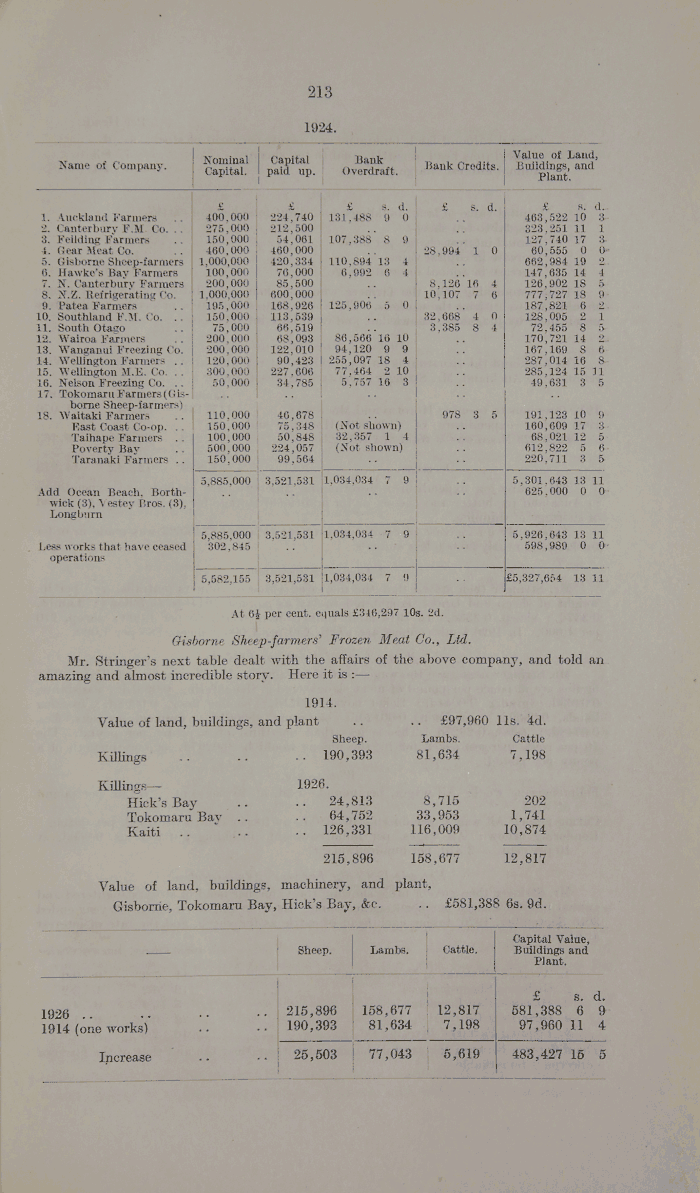 213
1924.
Name of Company. Nominal Capital. Capital paid up. Bank Overdraft. Bank Credits. Value of Land, Buildings, and Plant.
£ £ £ s. d. £ s. d. £ s. d.
1. Auckland Farmers .. 400,000 224,740 131,488 9 0 .. 463,522 10 3
2. Canterbury F.M Co. .. 275,000 212,500 .. .. 323,251 11 1
3. Feilding Farmers .. 150,000 54,061 107,388 8 9 .. 127,740 17 3
4. Gear Meat Co. .. 460,000 460,000 .. 28,994 1 0 60,555 0 0
5. Gisborne Sheep-farmers 1,000,000 420,334 110,894 13 4 .. 662,984 19 2
6. Hawke's Bay Farmers 100,000 76,000 6,992 6 4 .. 147,635 14 4
7. N. Canterbury Farmers 200,000 85,500 .. 8,126 16 4 126,902 18 5
8. N.Z. Refrigerating Co. 1,000,000 600,000 .. 10,107 7 6 777,727 18 9
9. Patea Farmers .. 195,000 168,926 125,906 5 0 .. 187,821 6 2
10. Southland F.M. Co. .. 150,000 113,539 .. 32,668 4 0 128,095 2 1
11. South Otago .. 75,000 66,519 .. 3,385 8 4 72,455 8 5
12. Wairoa Farmers .. 200,000 68,093 86,566 16 10 .. 170,721 14 2
13. Wanganui Freezing Co. 200,000 122,010 94,120 9 9 .. 167,169 8 6
14. Wellington Farmers .. 120,000 90,423 255,097 18 4 .. 287,014 16 8
15. Wellington M.E. Co. .. 300,000 227,606 77,464 2 10 .. 285,124 15 11
16. Nelson Freezing Co. .. 50,000 34,785 5,757 16 3 .. 49,631 3 5
17. Tokomaru Farmers (Gis- .. .. .. .. ..
borne Sheep-farmers)
18. Waitaki Farmers .. 110,000 46,678 .. 978 3 5 191,123 10 9
East Coast Co-op. .. 150,000 75,348 (Not shown) .. 160,609 17 3
Taihape Farmers .. 100,000 50,848 32,357 1 4 .. 68,021 12 5
Poverty Bay .. 500,000 224,057 (Not shown) .. 612,822 5 6
Taranaki Farmers .. 150,000 99,564 .. .. 220,711 3 5
5,885,000 3,521,531 1,034,034 7 9 .. 5,301,643 13 11
Add Ocean Beach, Borth- .. .. .. .. 625,000 0 0
wick (3), Vestey Bros. (3),
Longburn
5,885,000 3,521,531 1,034,034 7 9 .. 5,926,643 13 11
Less works that have ceased 302,845 .. .. .. 598,989 0 0
operations
5,582,155 3,521,531 1,034,034 7 9 .. £5,327,654 13 11
At 6½ per cent. equals £346,297 10s. 2d.
Gisborne Sheep-farmers' Frozen Meat Co., Ltd.
Mr. Stringer's next table dealt with the affairs of the above company, and told an
amazing and almost incredible story. Here it is :—
1914.
Value of land, buildings, and plant .. .. £97,960 11s. 4d.
Sheep. Lambs. Cattle
Killings .. .. .. 190,393 81,634 7,198
Killings— 1926.
Hick's Bay .. .. 24,813 8,715 202
Tokomaru Bay .. .. 64,752 33,953 1,741
Kaiti .. .. .. 126,331 116,009 10,874
215,896 158,677 12,817
Value of land, buildings, machinery, and plant,
Gisborne, Tokomaru Bay, Hick's Bay, &c. .. £581,388 6s. 9d.
— Sheep. Lambs. Cattle. Capital Value, Buildings and Plant.
£ s. d.
1926 .. .. .. .. 215,896 158,677 12,817 581,388 6 9
1914 (one works) .. .. 190,393 81,634 7,198 97,960 11 4
Increase .. .. 25,503 77,043 5,619 483,427 15 5